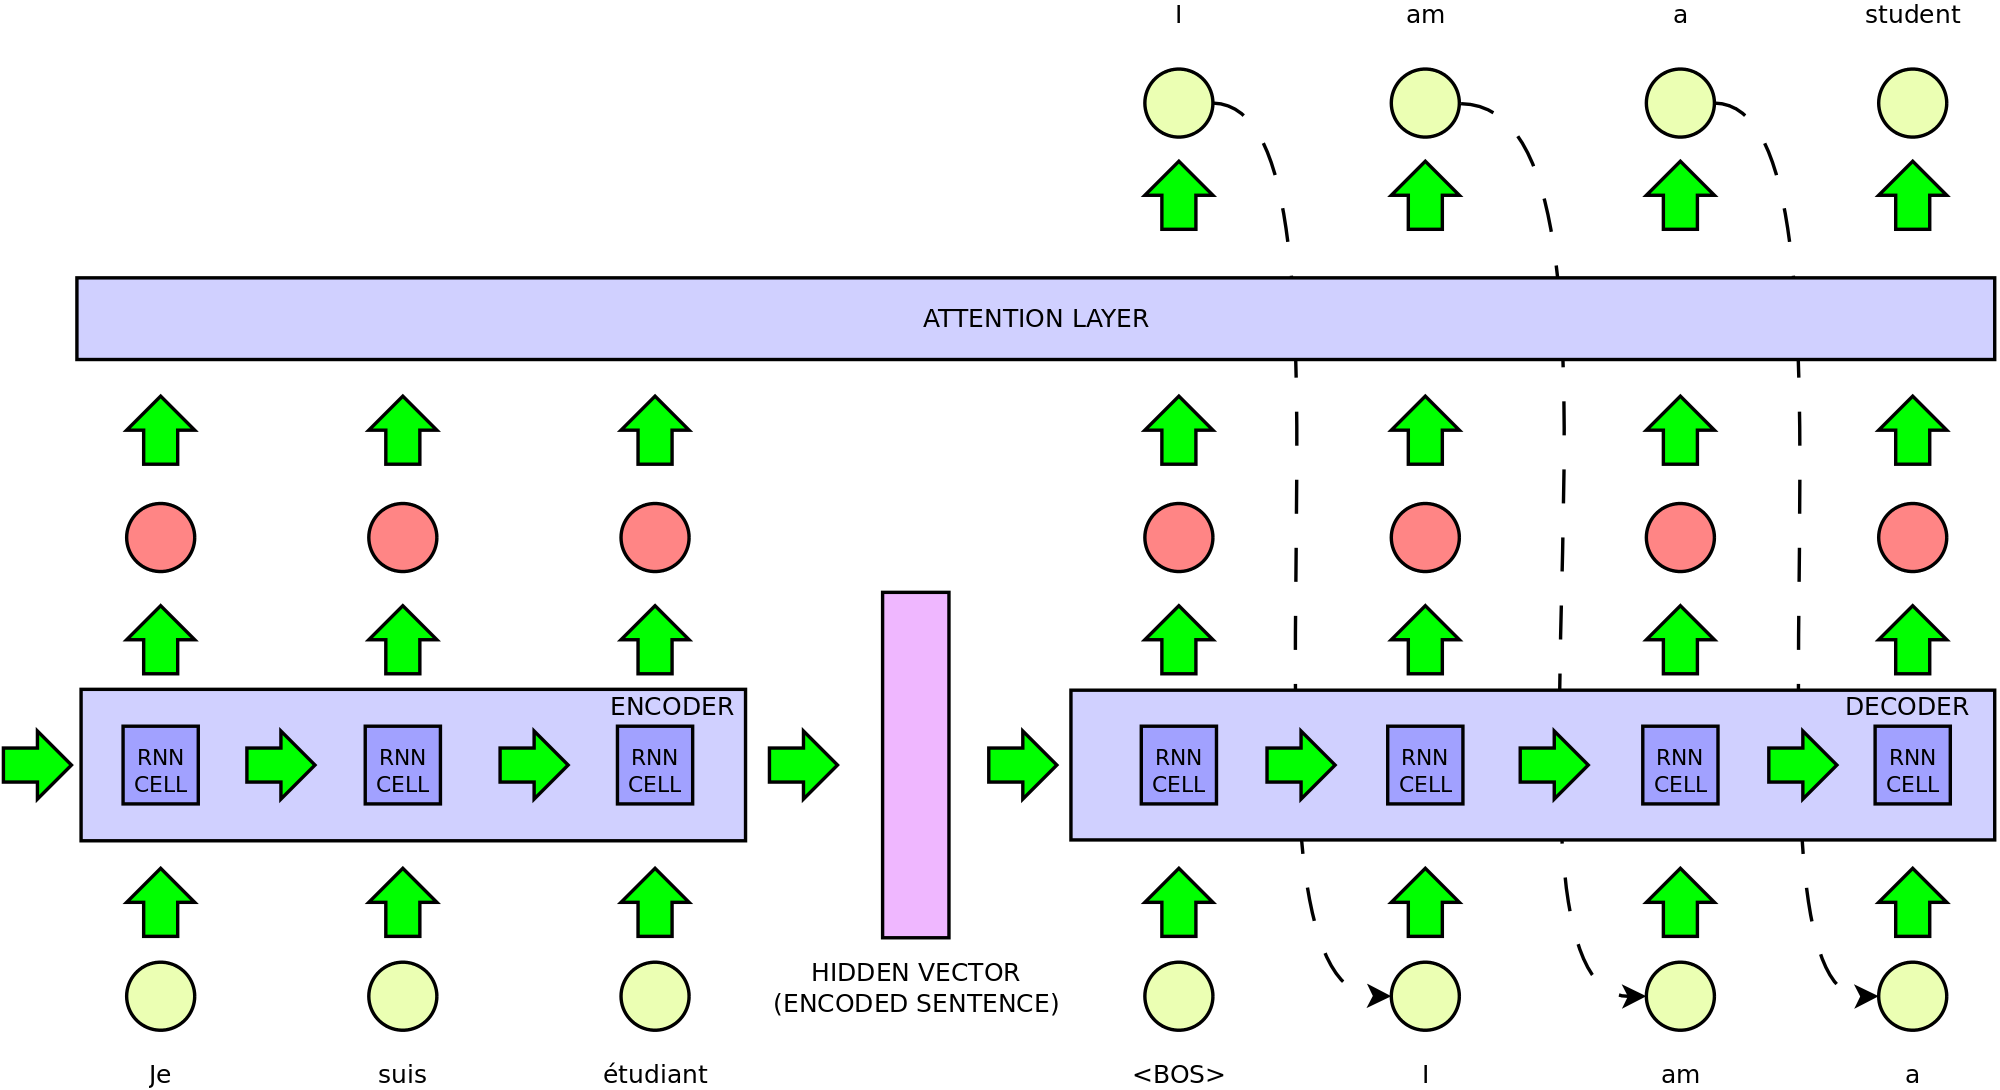 I am a student
ATTENTION LAYER
ENCODER
RNN
CELL
RNN
CELL
RNN
CELL
DECODER
RNN
CELL
RNN
CELL
RNN
CELL
RNN
CELL
HIDDEN VECTOR
(ENCODED SENTENCE)
Je suis étudiant
<BOS> I am a